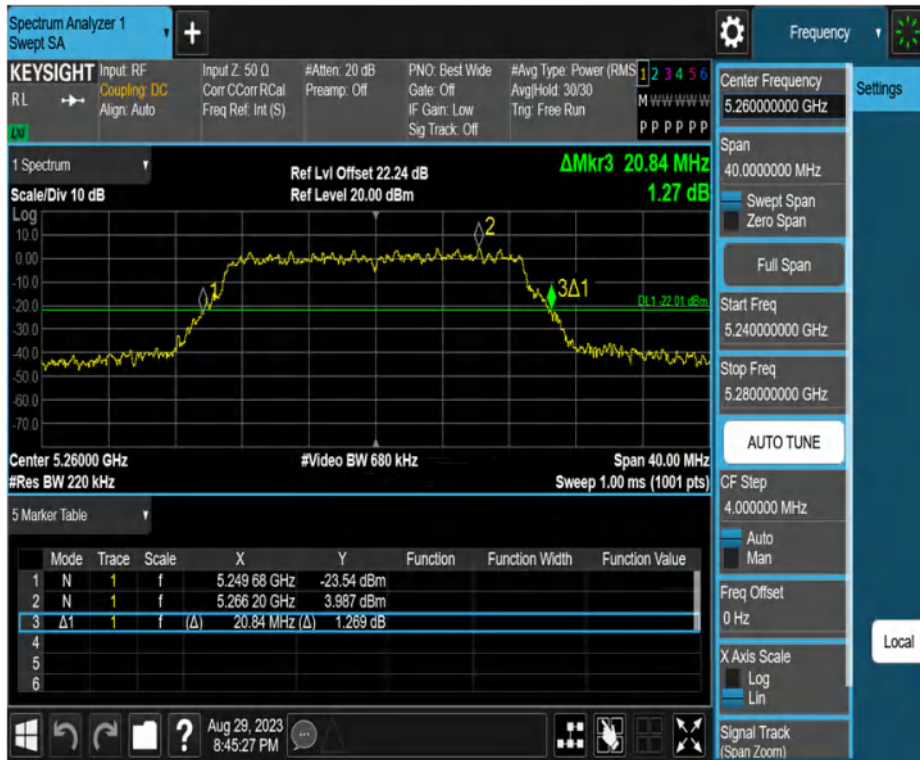 Spectrum Analyzer 1
Swept SA
+
Frequency
KEYSIGHT
RL
LXI
Input: RF
Coupling: DC
Align: Auto
Input Z: 50 Ω
Corr CCorr RCal
Freq Ref: Int (S)
#Atten: 20 dB
Preamp: Off
PNO: Best Wide
Gate: Off
IF Gain: Low
Sig Track: Off
#Avg Type: Power (RMS
Avg|Hold: 30/30
Trig: Free Run
1 2 3 4 5 6
M W W W W W
P P P P P P
1 Spectrum
Scale/Div 10 dB
Ref Lvl Offset 22.24 dB
Ref Level 20.00 dBm
ΔMkr3 20.84 MHz
1.27 dB
Log
10.0
0.00
-10.0
-20.0
-30.0
-40.0
-50.0
-60.0
-70.0
1
2
3Δ1
DL1 -22.01 dBm
Center 5.26000 GHz
#Video BW 680 kHz
Span 40.00 MHz
#Res BW 220 kHz
Sweep 1.00 ms (1001 pts)
5 Marker Table
Mode Trace Scale X Y Function Function Width Function Value
1 N 1 f 5.249 68 GHz -23.54 dBm
2 N 1 f 5.266 20 GHz 3.987 dBm
3 Δ1 1 f (Δ) 20.84 MHz (Δ) 1.269 dB
4
5
6
?
Aug 29, 2023
8:45:27 PM
Center Frequency
5.260000000 GHz
Settings
Span
40.0000000 MHz
Swept Span
Zero Span
Full Span
Start Freq
5.240000000 GHz
Stop Freq
5.280000000 GHz
AUTO TUNE
CF Step
4.000000 MHz
Auto
Man
Freq Offset
0 Hz
Local
X Axis Scale
Log
Lin
Signal Track
(Span Zoom)